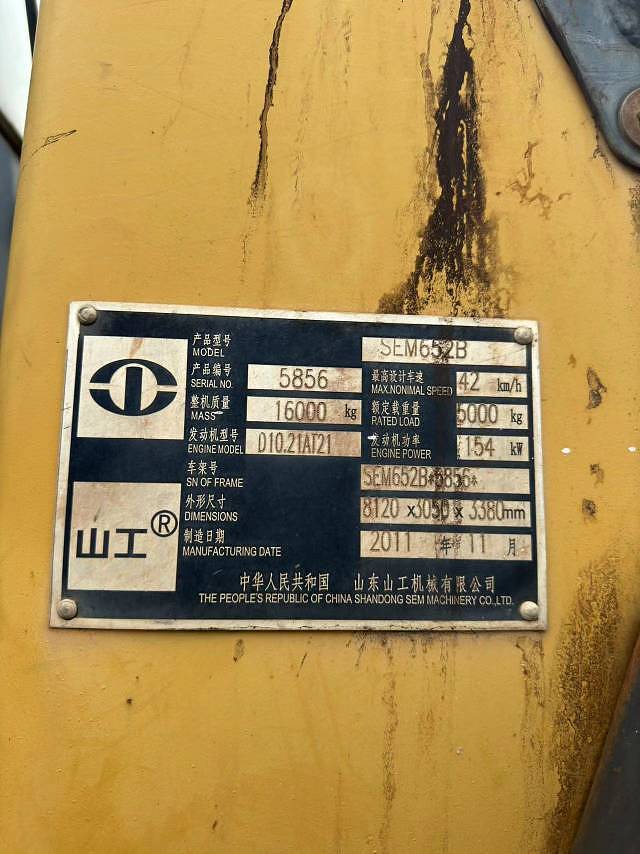 产品型号
MODEL
SEM652B
产品编号
SERIAL NO.
5856
最高设计车速
MAX.NONIMAL SPEED
42 km/h
整机质量
MASS
16000 kg
额定载重量
RATED LOAD
5000 kg
发动机型号
ENGINE MODEL
D10.21AT21
发动机功率
ENGINE POWER
154 kW
车架号
SN OF FRAME
SEM652B*5856*
外形尺寸
DIMENSIONS
8120 x3050 x 3380mm
制造日期
MANUFACTURING DATE
2011 年 11 月
山工®
中华人民共和国 山东山工机械有限公司
THE PEOPLE'S REPUBLIC OF CHINA SHANDONG SEM MACHINERY CO.,LTD.